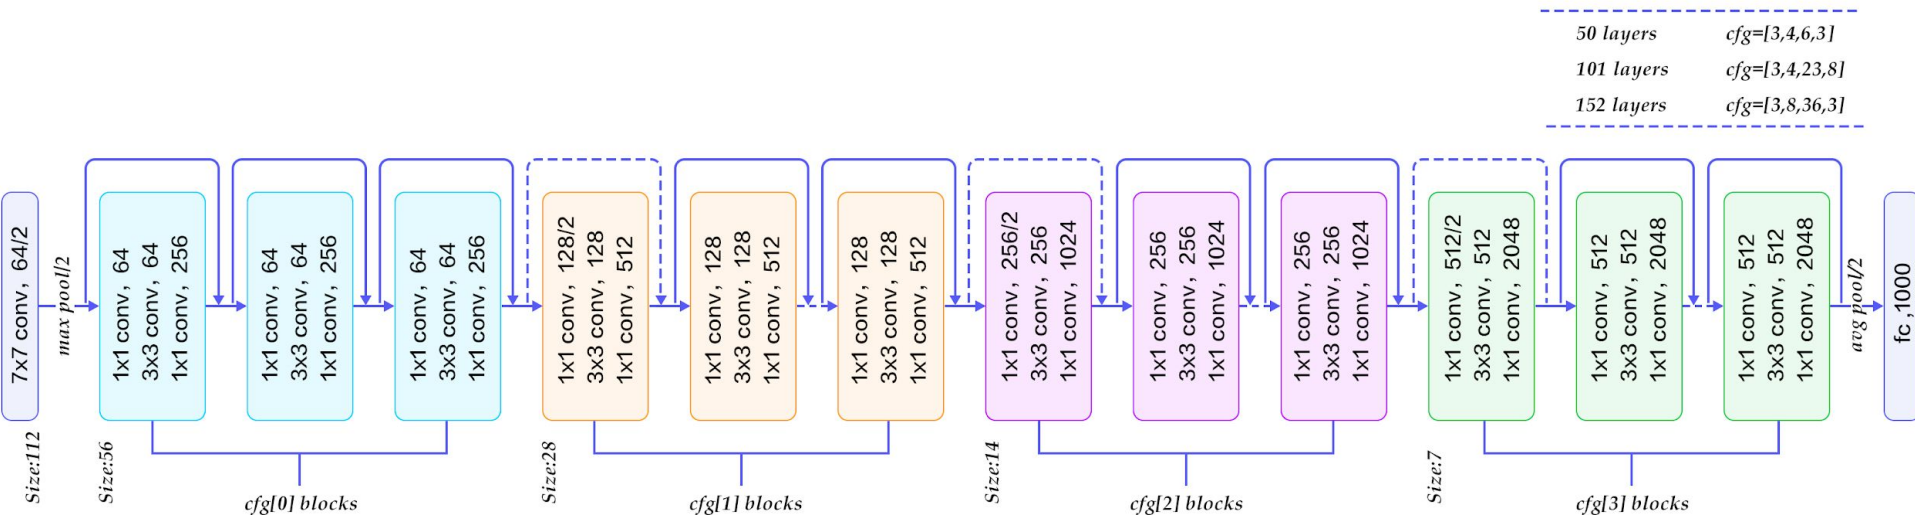 50 layers cfg=[3,4,6,3]
101 layers cfg=[3,4,23,8]
152 layers cfg=[3,8,36,3]
7x7 conv, 64/2
max pool/2
1x1 conv, 64
3x3 conv, 64
1x1 conv, 256
1x1 conv, 64
3x3 conv, 64
1x1 conv, 256
1x1 conv, 64
3x3 conv, 64
1x1 conv, 256
1x1 conv, 128/2
3x3 conv, 128
1x1 conv, 512
1x1 conv, 128
3x3 conv, 128
1x1 conv, 512
1x1 conv, 128
3x3 conv, 128
1x1 conv, 512
1x1 conv, 256/2
3x3 conv, 256
1x1 conv, 1024
1x1 conv, 256
3x3 conv, 256
1x1 conv, 1024
1x1 conv, 256
3x3 conv, 256
1x1 conv, 1024
1x1 conv, 512/2
3x3 conv, 512
1x1 conv, 2048
1x1 conv, 512
3x3 conv, 512
1x1 conv, 2048
1x1 conv, 512
3x3 conv, 512
1x1 conv, 2048
avg pool/2
fc ,1000
Size:112
Size:56
cfg[0] blocks
Size:28
cfg[1] blocks
Size:14
cfg[2] blocks
Size:7
cfg[3] blocks